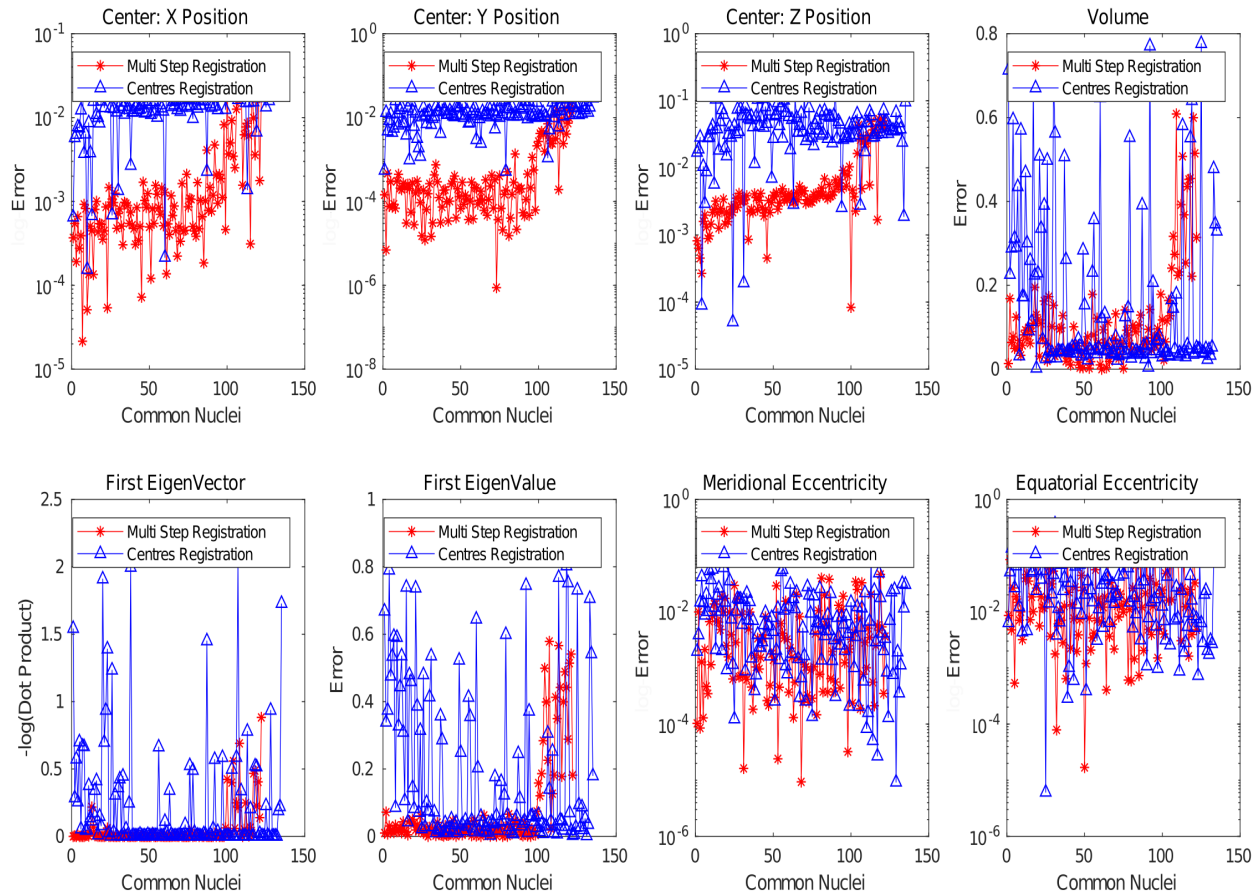 Center: X Position
Center: Y Position
Center: Z Position
Volume
10^-1
10^-2
10^-3
10^-4
10^-5
log Error
Multi Step Registration
Centres Registration
0 50 100 150
Common Nuclei
10^0
10^-2
10^-4
10^-6
10^-8
log Error
Multi Step Registration
Centres Registration
0 50 100 150
Common Nuclei
10^0
10^-1
10^-2
10^-3
10^-4
10^-5
log Error
Multi Step Registration
Centres Registration
0 50 100 150
Common Nuclei
0.8
0.6
0.4
0.2
0
Error
Multi Step Registration
Centres Registration
0 50 100 150
Common Nuclei
First EigenVector
First EigenValue
Meridional Eccentricity
Equatorial Eccentricity
2.5
2
1.5
1
0.5
0
-log(Dot Product)
Multi Step Registration
Centres Registration
0 50 100 150
Common Nuclei
1
0.8
0.6
0.4
0.2
0
Error
Multi Step Registration
Centres Registration
0 50 100 150
Common Nuclei
10^0
10^-2
10^-4
10^-6
log Error
Multi Step Registration
Centres Registration
0 50 100 150
Common Nuclei
10^0
10^-2
10^-4
10^-6
log Error
Multi Step Registration
Centres Registration
0 50 100 150
Common Nuclei